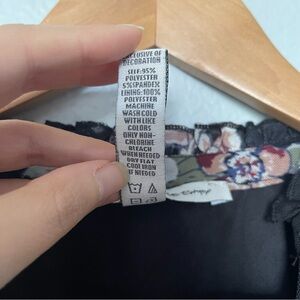 EXCLUSIVE OF
DECORATION
SELF:95%
POLYESTER
5%SPANDEX
LINING:100%
POLYESTER
MACHINE
WASH COLD
WITH LIKE
COLORS
ONLY NON-
CHLORINE
BLEACH
WHEN NEEDED
DRY FLAT
COOL IRON
IS NEEDED